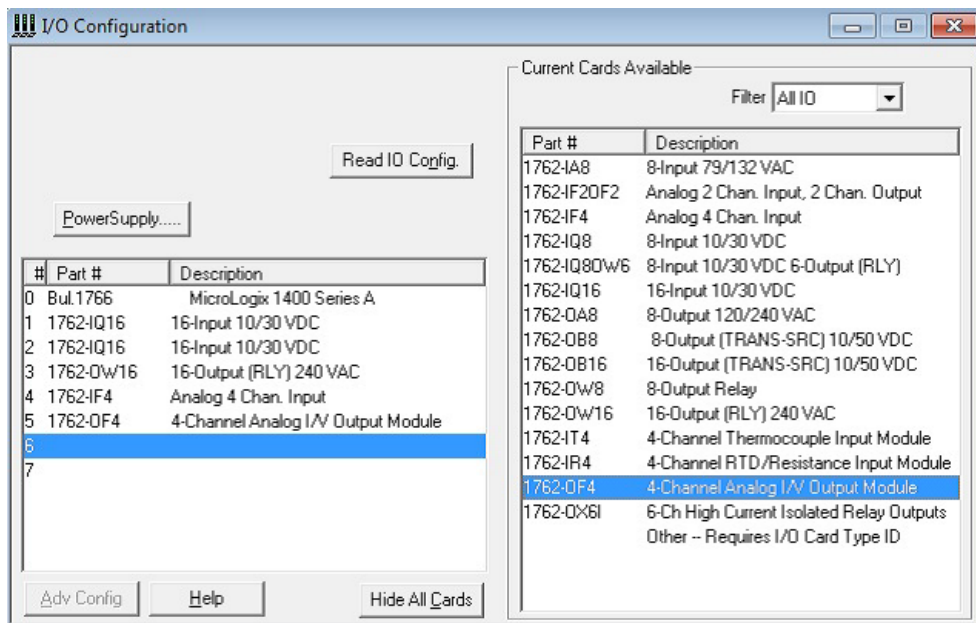 I/O Configuration
Read IO Config.
PowerSupply.....
# Part # Description
0 Bul.1766 MicroLogix 1400 Series A
1 1762-IQ16 16-Input 10/30 VDC
2 1762-IQ16 16-Input 10/30 VDC
3 1762-OW16 16-Output (RLY) 240 VAC
4 1762-IF4 Analog 4 Chan. Input
5 1762-OF4 4-Channel Analog I/V Output Module
6
7
Adv Config Help Hide All Cards
Current Cards Available
Filter All IO
Part # Description
1762-IA8 8-Input 79/132 VAC
1762-IF2OF2 Analog 2 Chan. Input, 2 Chan. Output
1762-IF4 Analog 4 Chan. Input
1762-IQ8 8-Input 10/30 VDC
1762-IQ8OW6 8-Input 10/30 VDC 6-Output (RLY)
1762-IQ16 16-Input 10/30 VDC
1762-OA8 8-Output 120/240 VAC
1762-OB8 8-Output (TRANS-SRC) 10/50 VDC
1762-OB16 16-Output (TRANS-SRC) 10/50 VDC
1762-OW8 8-Output Relay
1762-OW16 16-Output (RLY) 240 VAC
1762-IT4 4-Channel Thermocouple Input Module
1762-IR4 4-Channel RTD/Resistance Input Module
1762-OF4 4-Channel Analog I/V Output Module
1762-OX6I 6-Ch High Current Isolated Relay Outputs
Other -- Requires I/O Card Type ID